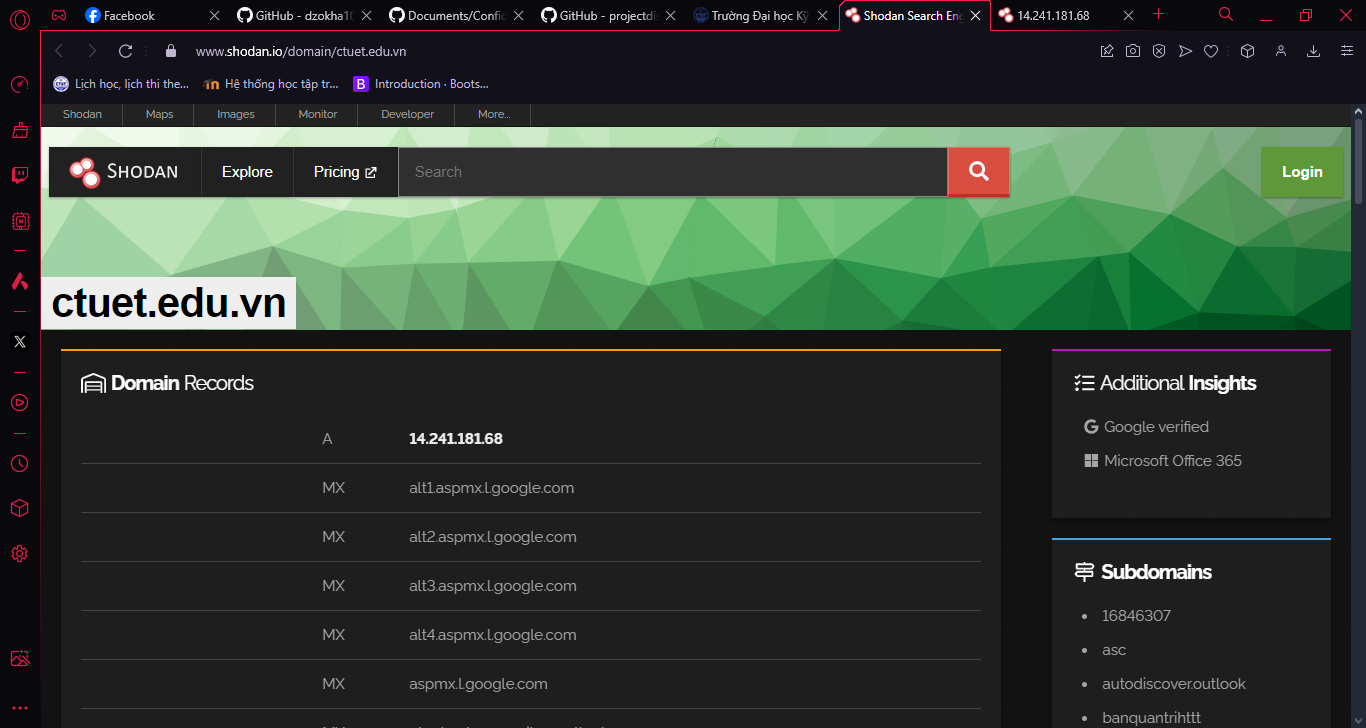 Facebook
GitHub - dzokha1
Documents/Confic
GitHub - projectdi
Trường Đại học Kỹ
Shodan Search Eng
14.241.181.68
www.shodan.io/domain/ctuet.edu.vn
Lịch học, lịch thi the...
Hệ thống học tập tr...
B Introduction · Boots...
Shodan
Maps
Images
Monitor
Developer
More...
SHODAN
Explore
Pricing
Search
Login
ctuet.edu.vn
Domain Records
A 14.241.181.68
MX alt1.aspmx.l.google.com
MX alt2.aspmx.l.google.com
MX alt3.aspmx.l.google.com
MX alt4.aspmx.l.google.com
MX aspmx.l.google.com
Additional Insights
Google verified
Microsoft Office 365
Subdomains
16846307
asc
autodiscover.outlook
banquantrihttt